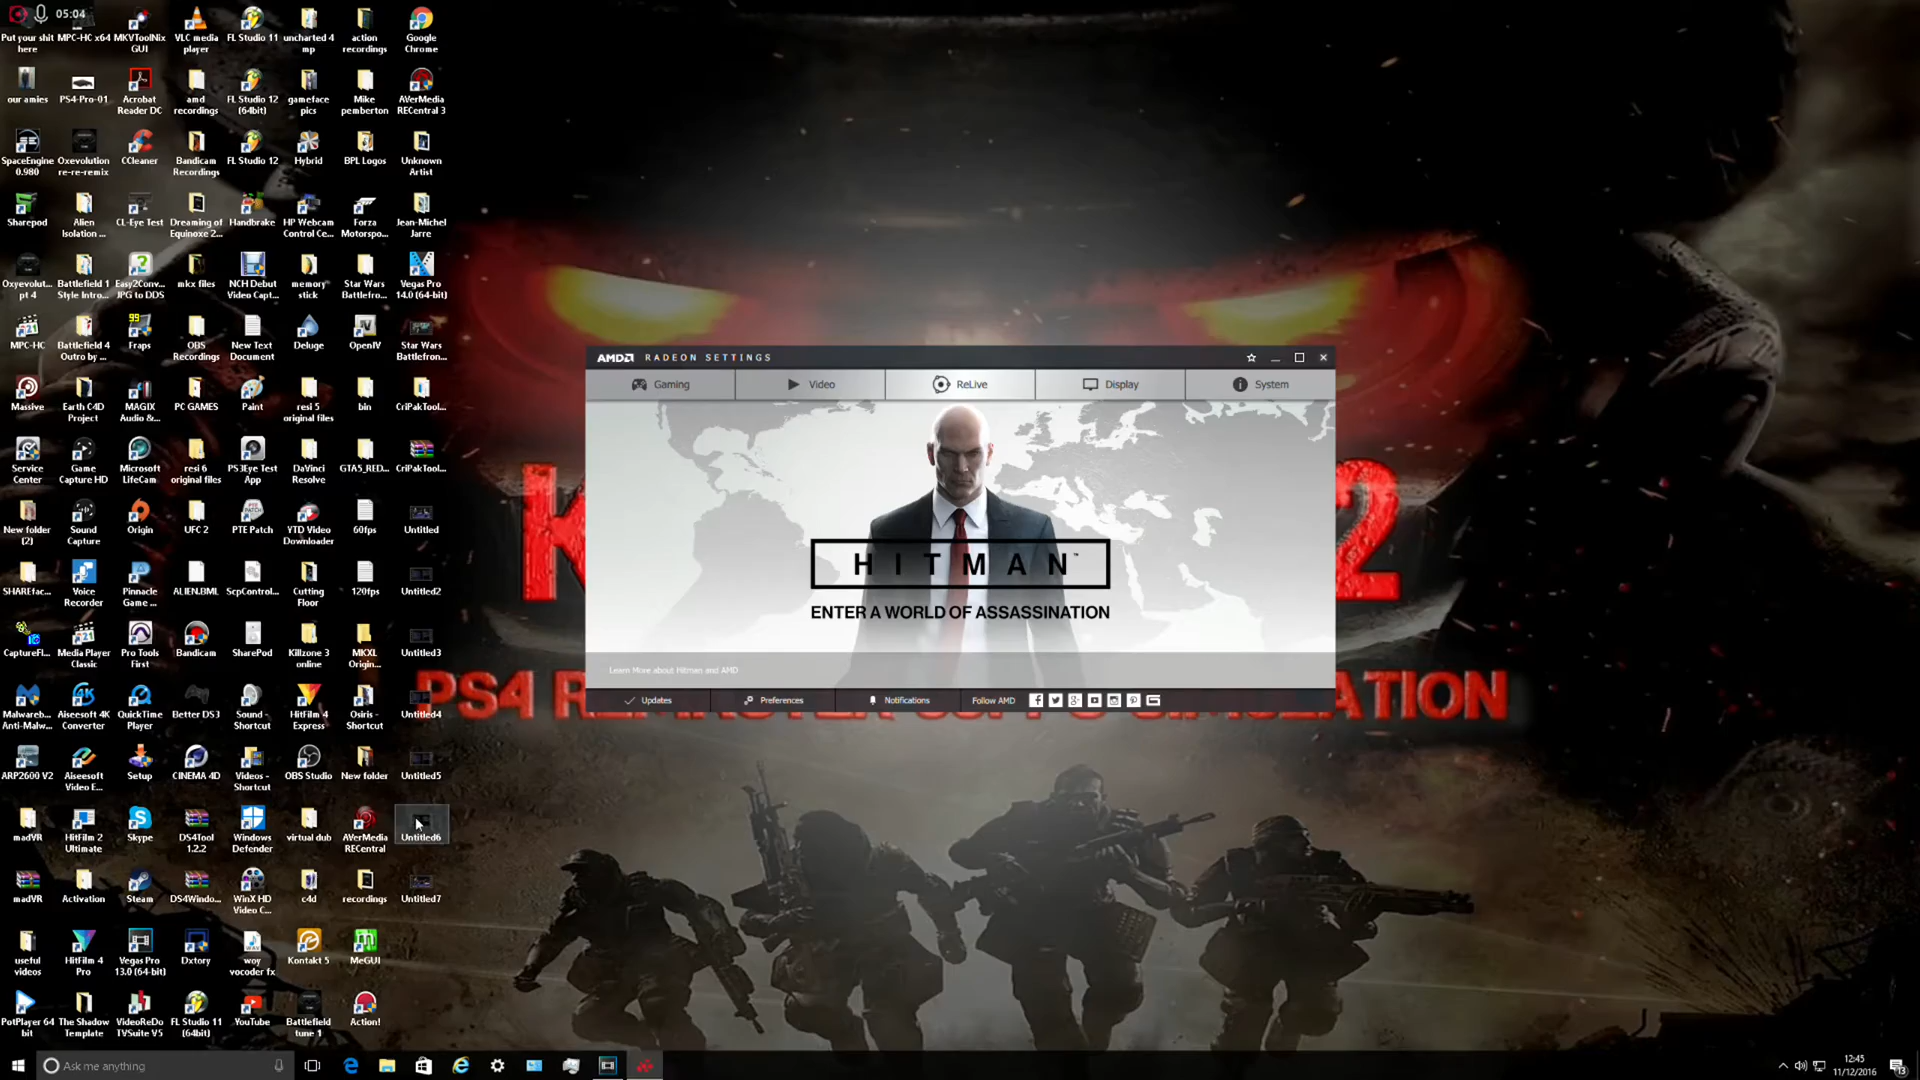 05:04
Put your shit here
MPC-HC x64
MKVToolNix GUI
VLC media player
FL Studio 11
uncharted 4 mp
action recordings
Google Chrome
our amies
PS4-Pro-01
Acrobat Reader DC
amd recordings
FL Studio 12 (64bit)
gameface pics
Mike pemberton
AVerMedia RECentral 3
SpaceEngine 0.980
Oxevolution re-re-remix
CCleaner
Bandicam Recordings
FL Studio 12
Hybrid
BPL Logos
Unknown Artist
Sharepod
Alien Isolation ...
CL-Eye Test
Dreaming of Equinoxe 2...
Handbrake
HP Webcam Control Ce...
Forza Motorspo...
Jean-Michel Jarre
Oxyevolut... pt 4
Battlefield 1 Style Intro...
Easy2Conv... JPG to DDS
mkx files
NCH Debut Video Capt...
memory stick
Star Wars Battlefro...
Vegas Pro 14.0 (64-bit)
MPC-HC
Battlefield 4 Outro by ...
Fraps
OBS Recordings
New Text Document
Deluge
OpenIV
Star Wars Battlefron...
Massive
Earth C4D Project
MAGIX Audio &...
PC GAMES
Paint
resi 5 original files
bin
CriPakTool...
Service Center
Game Capture HD
Microsoft LifeCam
resi 6 original files
PS3Eye Test App
DaVinci Resolve
GTA5_RED...
CriPakTool...
New folder (2)
Sound Capture
Origin
UFC 2
PTE Patch
YTD Video Downloader
60fps
Untitled
SHAREfac...
Voice Recorder
Pinnacle Game ...
ALIEN.BML
ScpControl...
Cutting Floor
120fps
Untitled2
CaptureFl...
Media Player Classic
Pro Tools First
Bandicam
SharePod
Killzone 3 online
MKXL Origin...
Untitled3
Malwareb... Anti-Malw...
Aiseesoft 4K Converter
QuickTime Player
Better DS3
Sound - Shortcut
HitFilm 4 Express
Osiris - Shortcut
Untitled4
ARP2600 V2
Aiseesoft Video E...
Setup
CINEMA 4D
Videos - Shortcut
OBS Studio
New folder
Untitled5
madVR
HitFilm 2 Ultimate
Skype
DS4Tool 1.2.2
Windows Defender
virtual dub
AVerMedia RECentral
Untitled6
madVR
Activation
Steam
DS4Windo...
WinX HD Video C...
c4d
recordings
Untitled7
useful videos
HitFilm 4 Pro
Vegas Pro 13.0 (64-bit)
Dxtory
woy vocoder fx
Kontakt 5
MeGUI
PotPlayer 64 bit
The Shadow Template
VideoReDo TVSuite V5
FL Studio 11 (64bit)
YouTube
Battlefield tune 1
Action!
AMD RADEON SETTINGS
Gaming
Video
ReLive
Display
System
HITMAN™
ENTER A WORLD OF ASSASSINATION
Learn More about Hitman and AMD
Updates
Preferences
Notifications
Follow AMD
K
2
PS4 RE
ATION
Ask me anything
12:45
11/12/2016
13